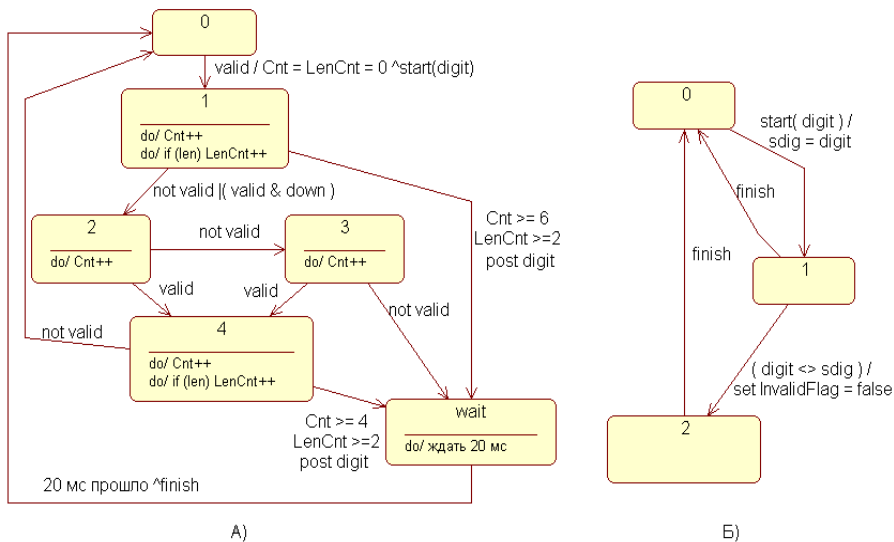 0
valid / Cnt = LenCnt = 0 ^start(digit)
1
do/ Cnt++
do/ if (len) LenCnt++
not valid |( valid & down )
2
do/ Cnt++
not valid
3
do/ Cnt++
Cnt >= 6
LenCnt >=2
post digit
valid
valid
not valid
not valid
4
do/ Cnt++
do/ if (len) LenCnt++
Cnt >= 4
LenCnt >=2
post digit
wait
do/ ждать 20 мс
20 мс прошло ^finish
А)
0
start( digit ) /
sdig = digit
finish
finish
1
( digit <> sdig ) /
set InvalidFlag = false
2
Б)